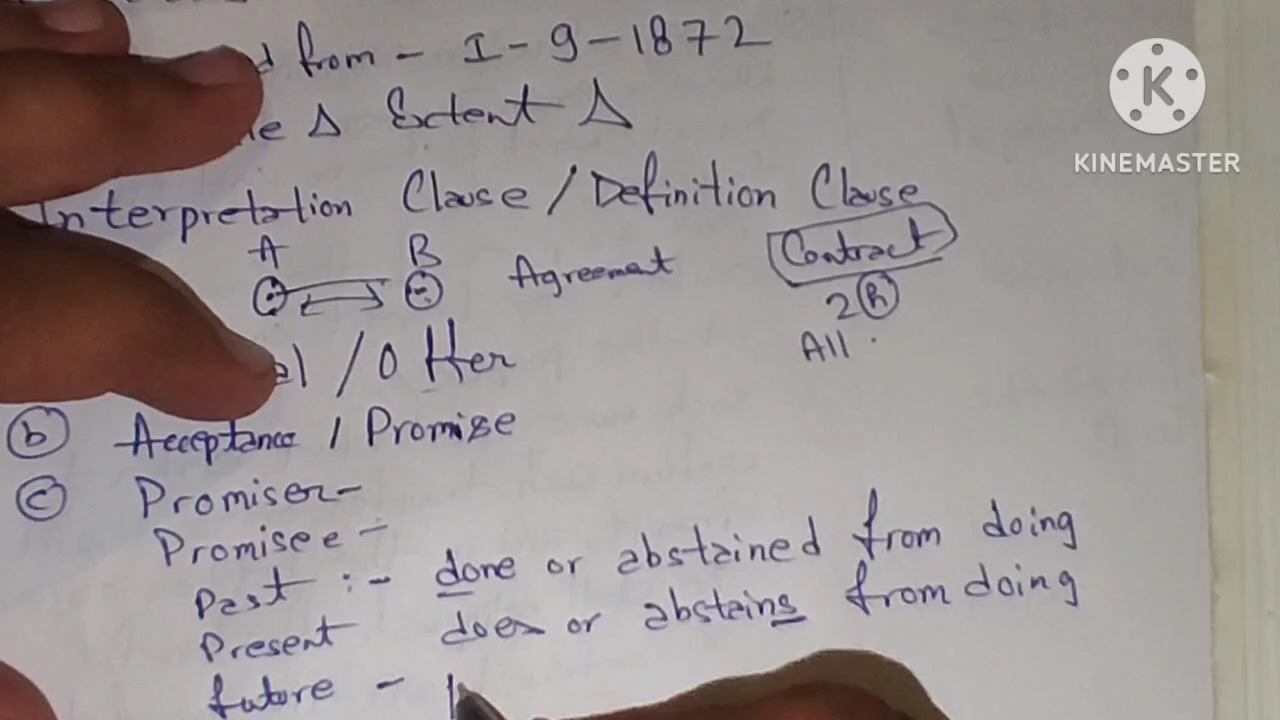 from - I-9-1872
Δ Extent Δ
Interpretation Clause / Definition Clause
A B Agreement Contract
2 R
All
/ Offer
b Acceptance / Promise
c Promiser-
Promisee -
Past :- done or abstained from doing
Present does or abstains from doing
future -
K
KINEMASTER